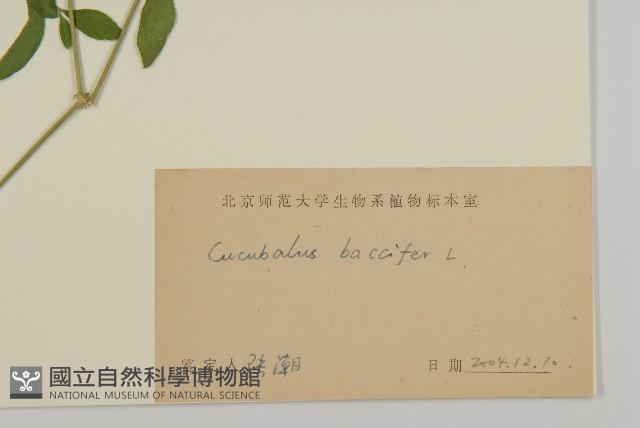 北京师范大学生物系植物标本室
Cucubalus baccifer L.
鉴定人 张潮
日期 2004.12.10.
國立自然科學博物館
NATIONAL MUSEUM OF NATURAL SCIENCE